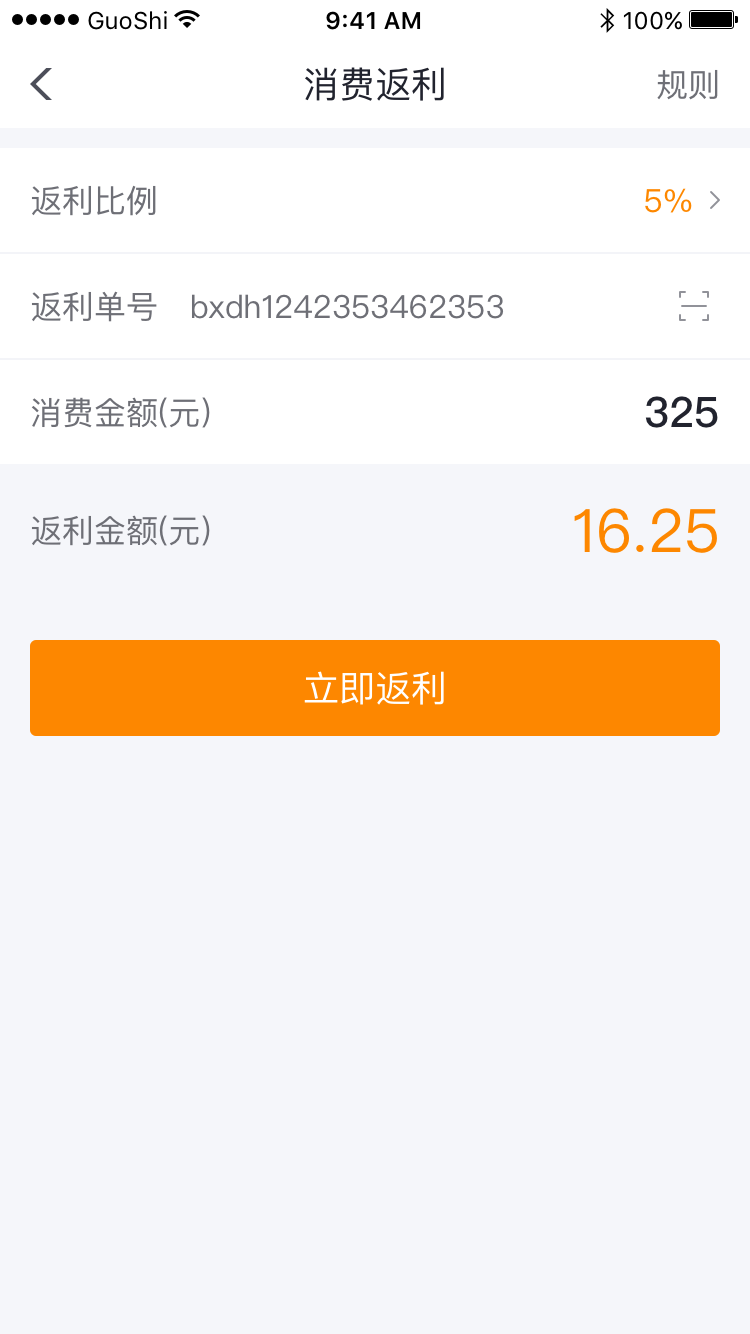 GuoShi 9:41 AM 100%
消费返利 规则
返利比例 5%
返利单号 bxdh1242353462353
消费金额(元) 325
返利金额(元) 16.25
立即返利